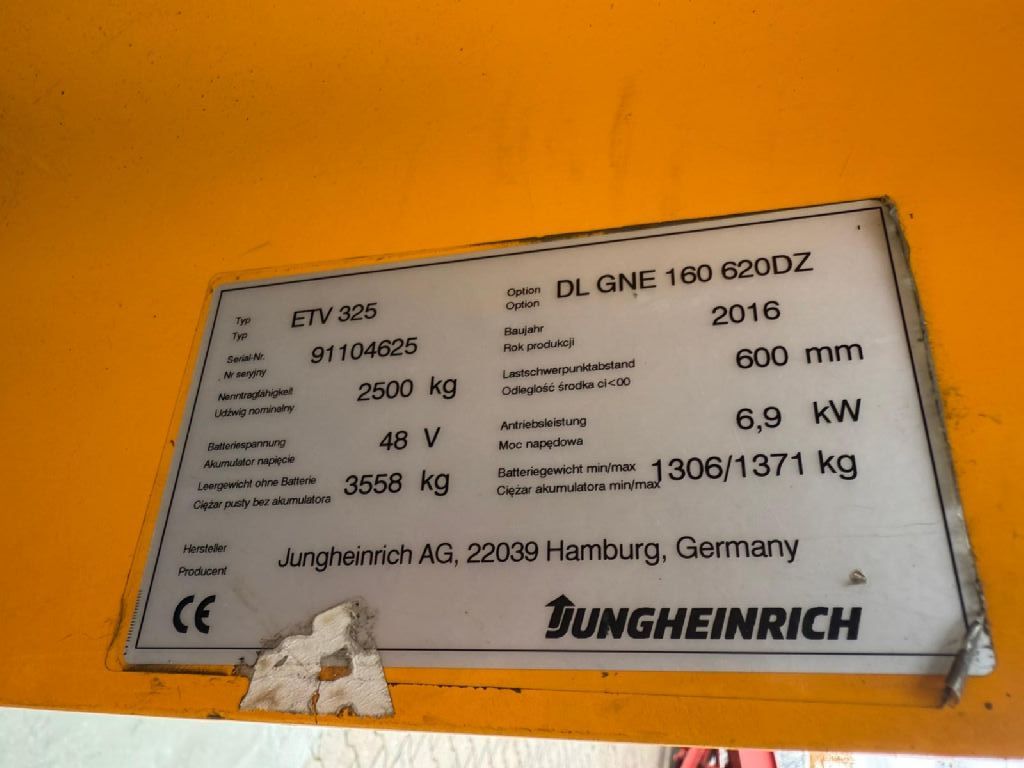 Typ ETV 325
Typ
Serial-Nr. 91104625
Nr seryjny
Nenntragfähigkeit 2500 kg
Udźwig nominalny
Batteriespannung 48 V
Akumulator napięcie
Leergewicht ohne Batterie 3558 kg
Ciężar pusty bez akumulatora
Option DL GNE 160 620DZ
Option
Baujahr 2016
Rok produkcji
Lastschwerpunktabstand 600 mm
Odległość środka ci<00
Antriebsleistung 6,9 kW
Moc napędowa
Batteriegewicht min/max 1306/1371 kg
Ciężar akumulatora min/max
Hersteller Jungheinrich AG, 22039 Hamburg, Germany
Producent
CE
JUNGHEINRICH